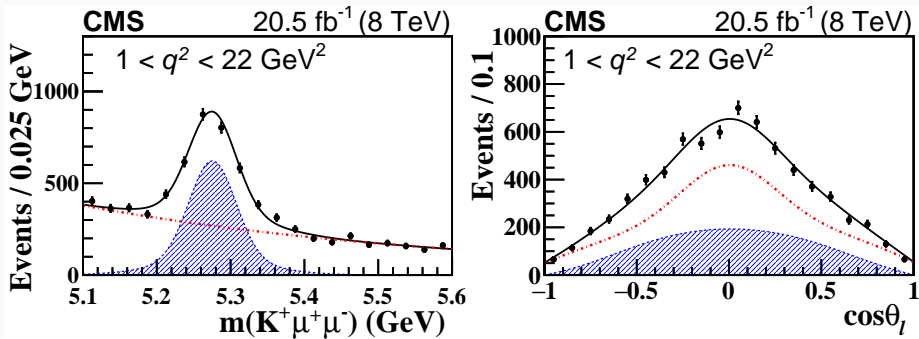 CMS 20.5 fb⁻¹ (8 TeV)
1 < q² < 22 GeV²
Events / 0.025 GeV
1000
500
0
5.1 5.2 5.3 5.4 5.5 5.6
m(K⁺μ⁺μ⁻) (GeV)
CMS 20.5 fb⁻¹ (8 TeV)
1 < q² < 22 GeV²
Events / 0.1
1000
800
600
400
200
0
−1 −0.5 0 0.5 1
cosθₗ